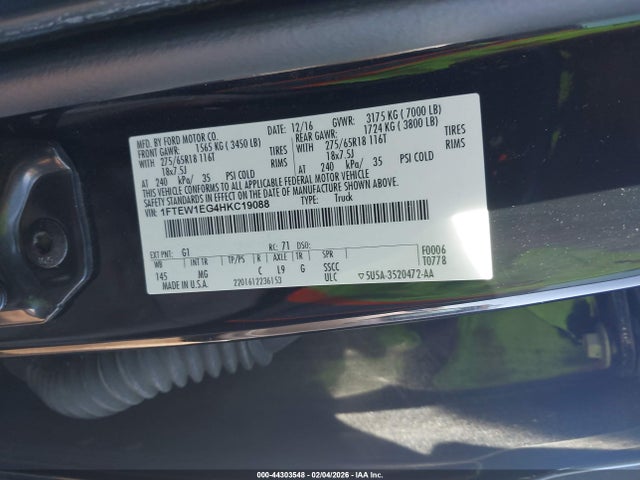 MFD. BY FORD MOTOR CO. DATE: 12/16 GVWR: 3175 KG ( 7000 LB)
FRONT GAWR: 1565 KG ( 3450 LB) REAR GAWR: 1724 KG ( 3800 LB)
WITH 275/65R18 116T TIRES WITH 275/65R18 116T TIRES
18x7.5J RIMS 18x7.5J RIMS
AT 240 kPa/ 35 PSI COLD AT 240 kPa/ 35 PSI COLD
THIS VEHICLE CONFORMS TO ALL APPLICABLE FEDERAL MOTOR VEHICLE
SAFETY STANDARDS IN EFFECT ON THE DATE OF MANUFACTURE SHOWN ABOVE.
VIN: 1FTEW1EG4HKC19088 TYPE: Truck
EXT PNT: G1 RC: 71 DSO: F0006
WB TP/PS R AXLE TR SPR T0778
145 MG C L9 G SSCC
MADE IN U.S.A. 2201612236153 ULC 5U5A-3520472-AA
000-44303548 - 02/04/2026 - IAAI.COM